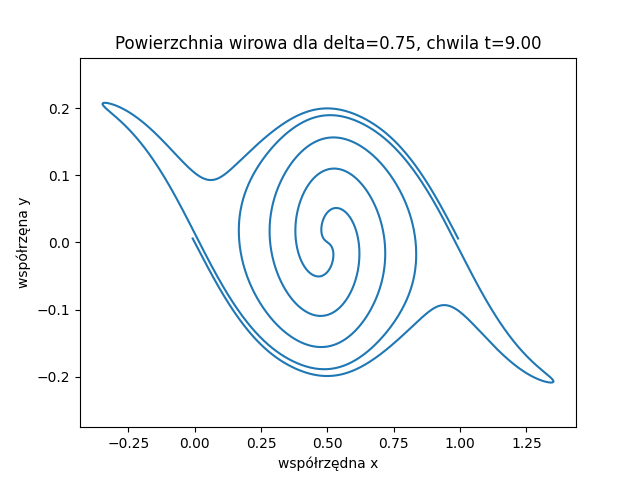 Powierzchnia wirowa dla delta=0.75, chwila t=9.00
współrzęna y
0.2
0.1
0.0
−0.1
−0.2
−0.25 0.00 0.25 0.50 0.75 1.00 1.25
współrzędna x